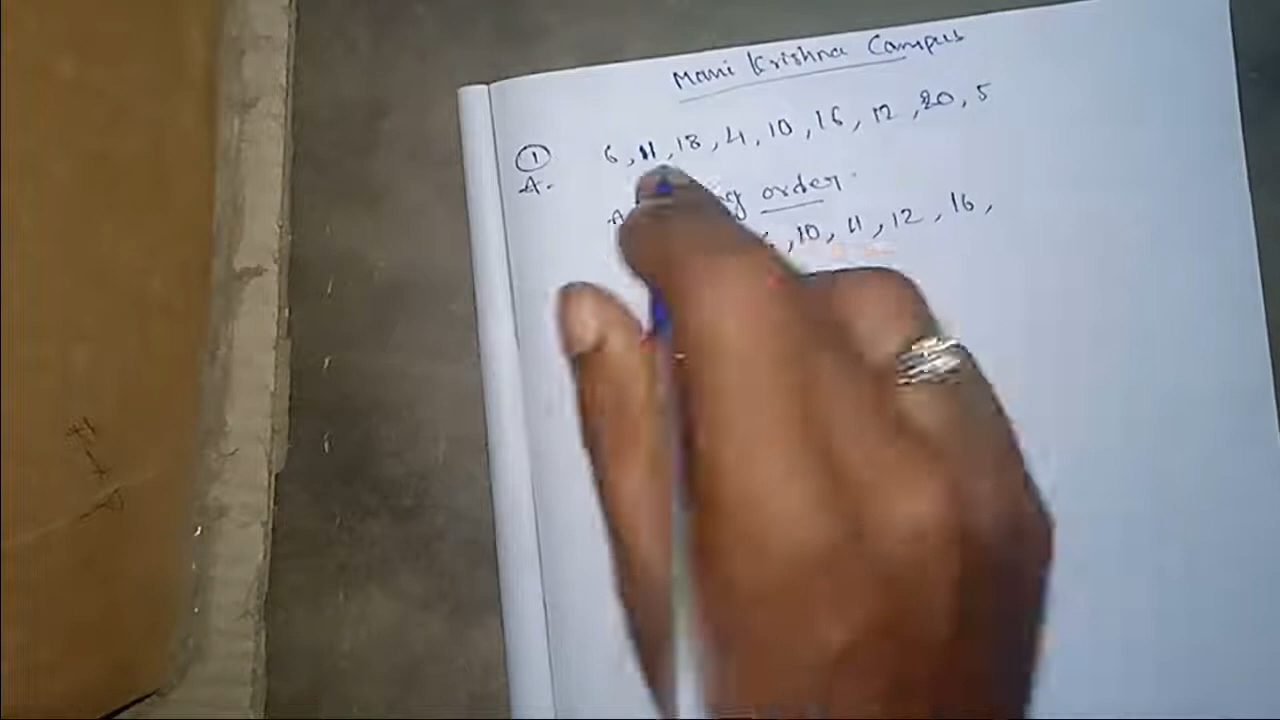 Mani Krishna Campus
① 6, 11, 18, 4, 10, 16, 12, 20, 5
A. order.
, 10, 11, 12, 16,